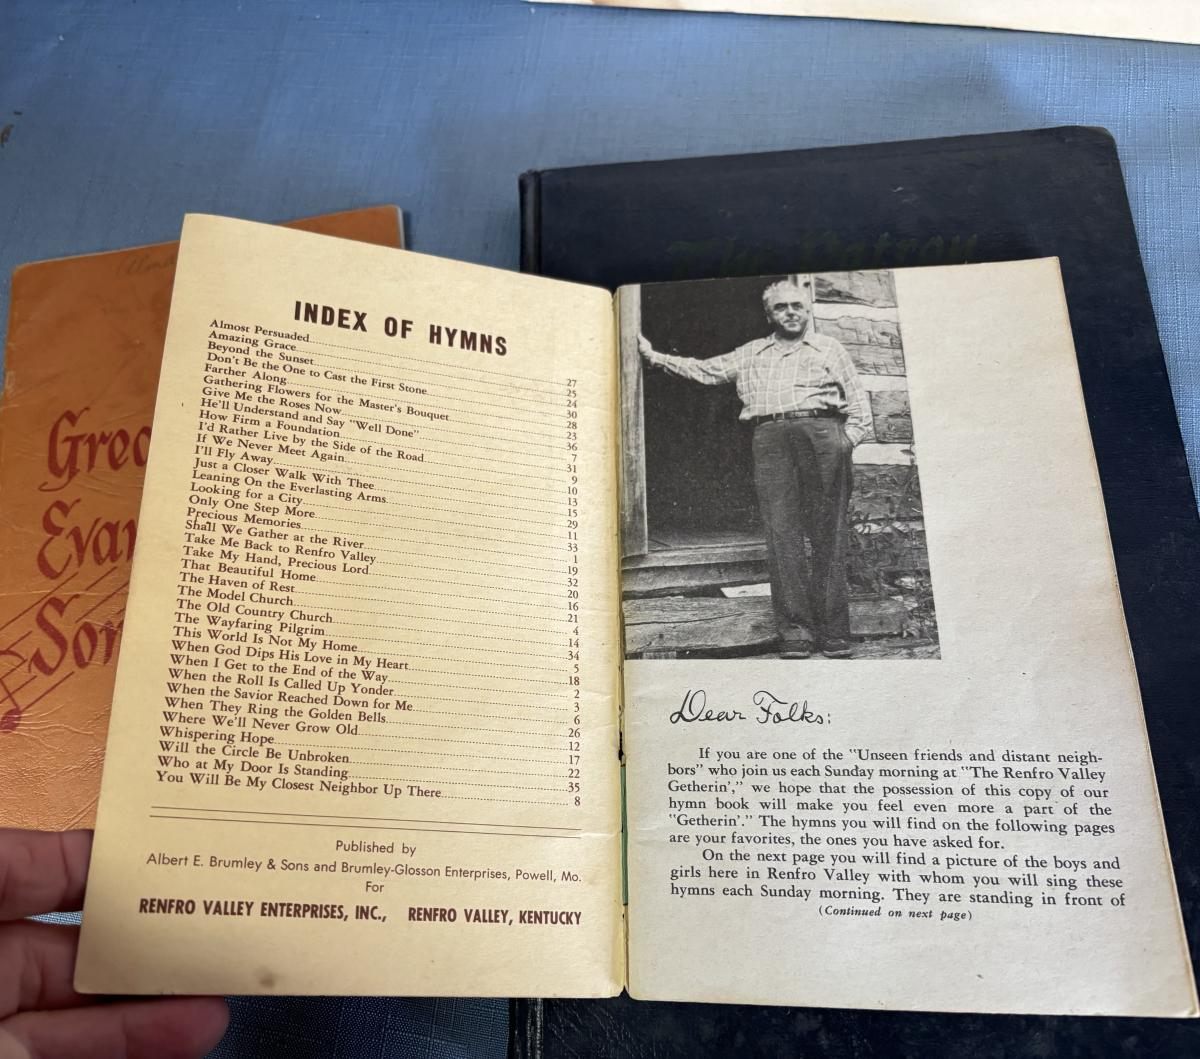 Alma
Grea
Evan
Son
The Patron
INDEX OF HYMNS
Almost Persuaded 27
Amazing Grace 25
Beyond the Sunset 24
Don't Be the One to Cast the First Stone 30
Farther Along 28
Gathering Flowers for the Master's Bouquet 23
Give Me the Roses Now 36
He'll Understand and Say "Well Done" 7
How Firm a Foundation 31
I'd Rather Live by the Side of the Road 9
If We Never Meet Again 10
I'll Fly Away 13
Just a Closer Walk With Thee 15
Leaning On the Everlasting Arms 29
Looking for a City 11
Only One Step More 33
Precious Memories 1
Shall We Gather at the River 19
Take Me Back to Renfro Valley 32
Take My Hand, Precious Lord 20
That Beautiful Home 16
The Haven of Rest 21
The Model Church 4
The Old Country Church 14
The Wayfaring Pilgrim 34
This World Is Not My Home 5
When God Dips His Love in My Heart 18
When I Get to the End of the Way 2
When the Roll Is Called Up Yonder 3
When the Savior Reached Down for Me 6
When They Ring the Golden Bells 26
Where We'll Never Grow Old 12
Whispering Hope 17
Will the Circle Be Unbroken 22
Who at My Door Is Standing 35
You Will Be My Closest Neighbor Up There 8
Published by
Albert E. Brumley & Sons and Brumley-Glosson Enterprises, Powell, Mo.
For
RENFRO VALLEY ENTERPRISES, INC., RENFRO VALLEY, KENTUCKY
Dear Folks:
If you are one of the "Unseen friends and distant neigh-
bors" who join us each Sunday morning at "The Renfro Valley
Getherin'," we hope that the possession of this copy of our
hymn book will make you feel even more a part of the
"Getherin'." The hymns you will find on the following pages
are your favorites, the ones you have asked for.
On the next page you will find a picture of the boys and
girls here in Renfro Valley with whom you will sing these
hymns each Sunday morning. They are standing in front of
(Continued on next page)